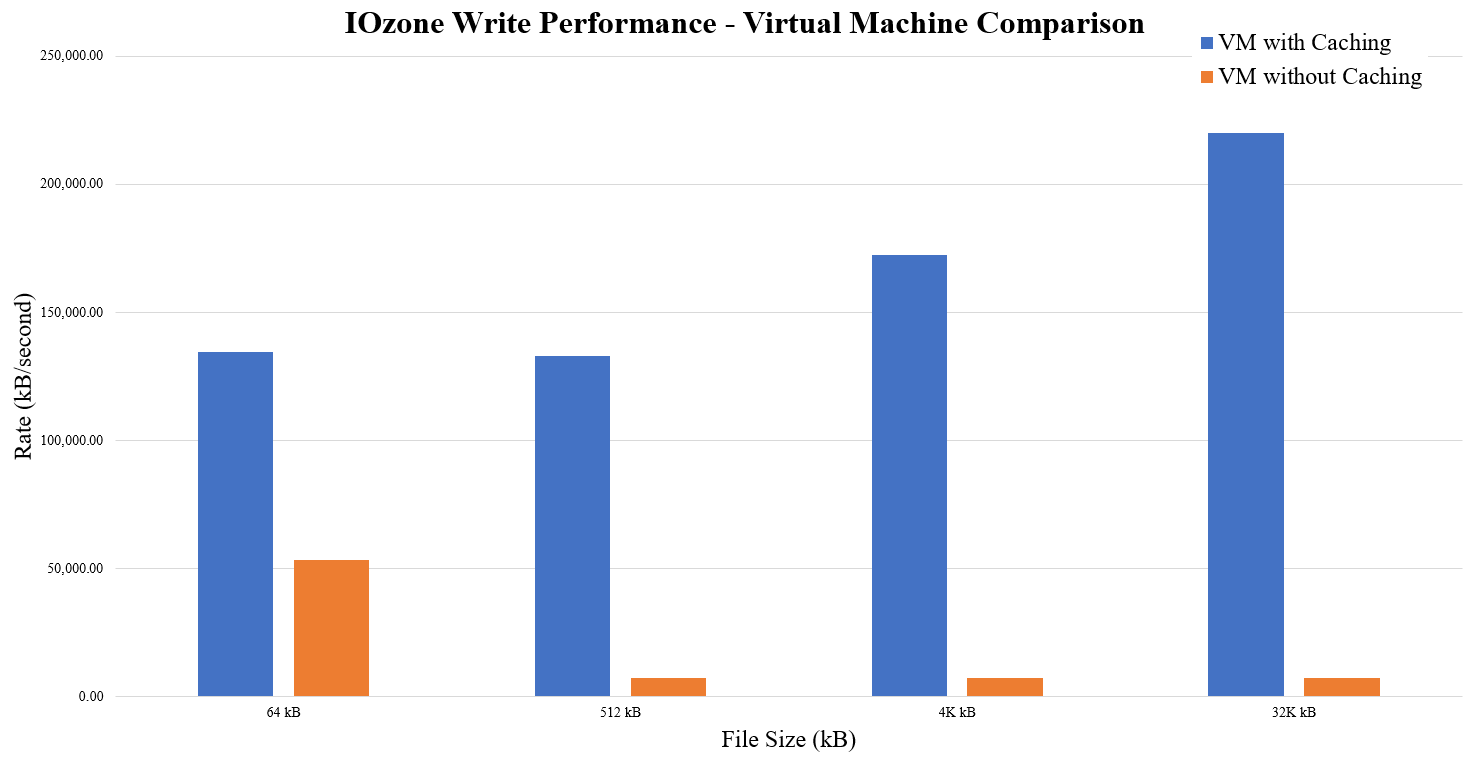 IOzone Write Performance - Virtual Machine Comparison
VM with Caching
VM without Caching
250,000.00
200,000.00
150,000.00
100,000.00
50,000.00
0.00
Rate (kB/second)
64 kB
512 kB
4K kB
32K kB
File Size (kB)